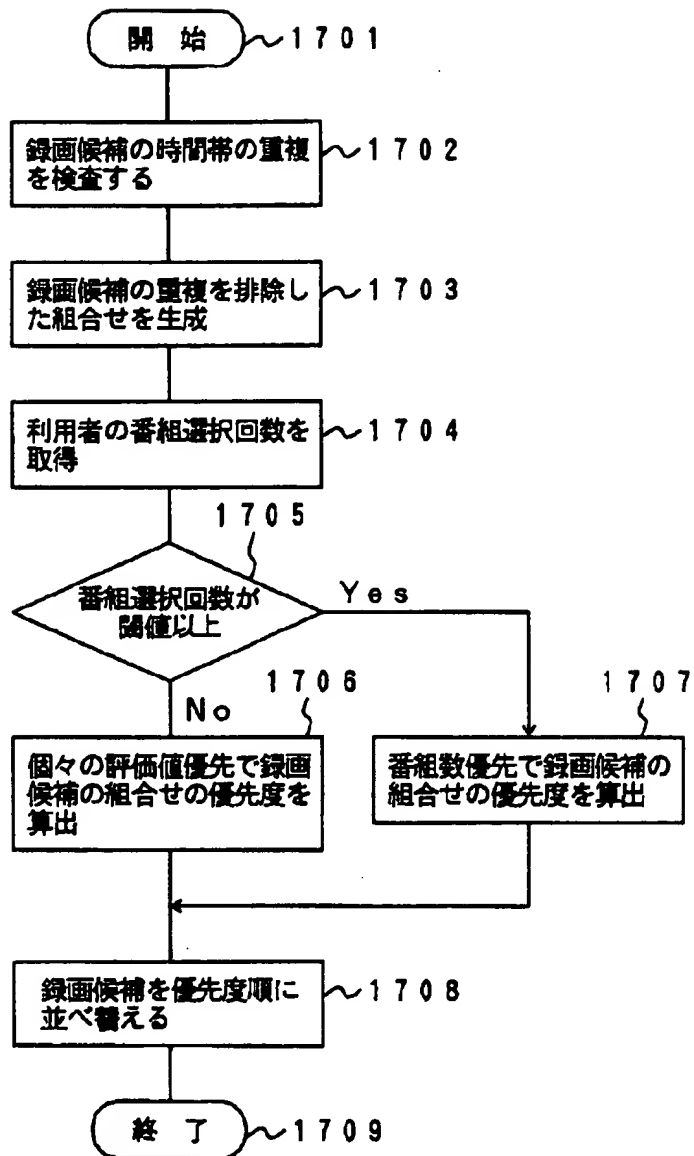 開 始
1701
録画候補の時間帯の重複
を検査する
1702
録画候補の重複を排除し
た組合せを生成
1703
利用者の番組選択回数を
取得
1704
1705
番組選択回数が
閾値以上
Yes
No
1706
個々の評価値優先で録画
候補の組合せの優先度を
算出
1707
番組数優先で録画候補の
組合せの優先度を算出
録画候補を優先度順に
並べ替える
1708
終 了
1709